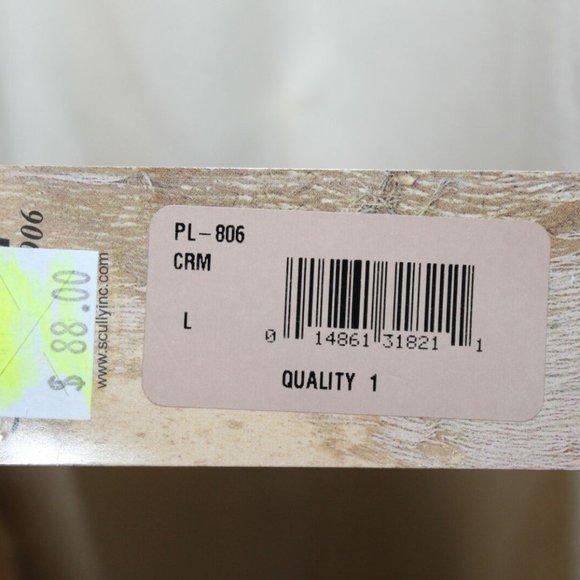 PL-806
CRM
L
0 14861 31821 1
QUALITY 1
$ 88.00
www.scullyinc.com